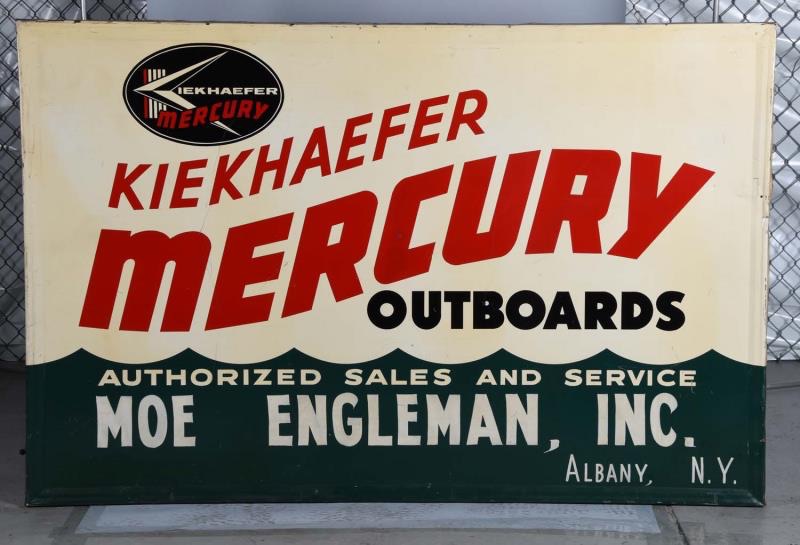 KIEKHAEFER
MERCURY
KIEKHAEFER
MERCURY
OUTBOARDS
AUTHORIZED SALES AND SERVICE
MOE ENGLEMAN, INC.
ALBANY, N.Y.